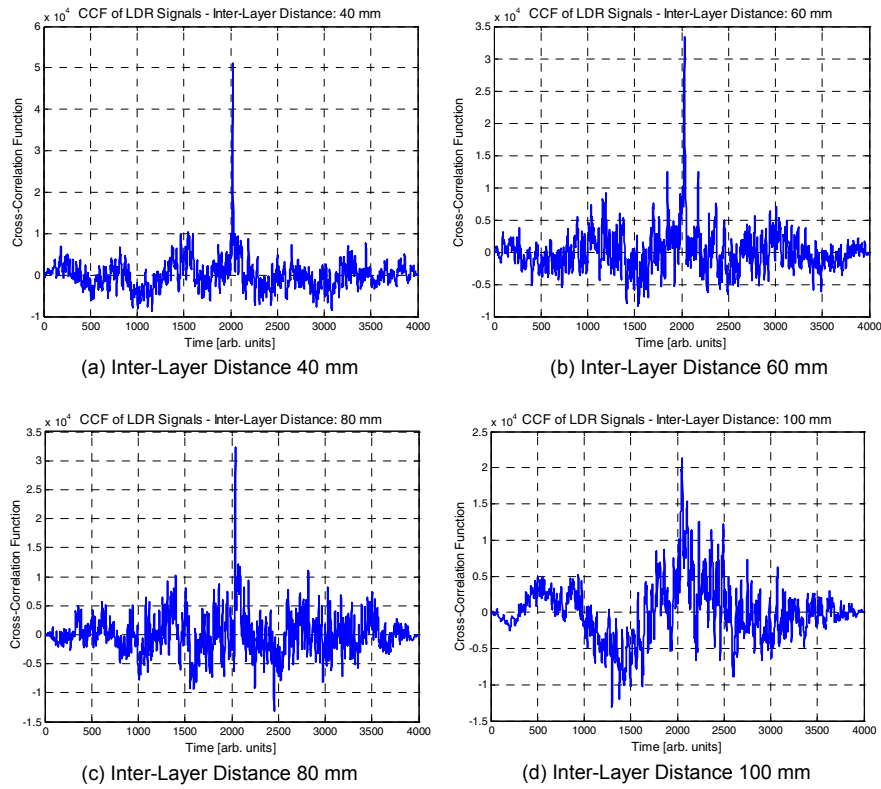 x 10^4 CCF of LDR Signals - Inter-Layer Distance: 40 mm
Cross-Correlation Function
6
5
4
3
2
1
0
-1
0 500 1000 1500 2000 2500 3000 3500 4000
Time [arb. units]
(a) Inter-Layer Distance 40 mm
x 10^4 CCF of LDR Signals - Inter-Layer Distance: 60 mm
Cross-Correlation Function
3.5
3
2.5
2
1.5
1
0.5
0
-0.5
-1
0 500 1000 1500 2000 2500 3000 3500 4000
Time [arb. units]
(b) Inter-Layer Distance 60 mm
x 10^4 CCF of LDR Signals - Inter-Layer Distance: 80 mm
Cross-Correlation Function
3.5
3
2.5
2
1.5
1
0.5
0
-0.5
-1
-1.5
0 500 1000 1500 2000 2500 3000 3500 4000
Time [arb. units]
(c) Inter-Layer Distance 80 mm
x 10^4 CCF of LDR Signals - Inter-Layer Distance: 100 mm
Cross-Correlation Function
2.5
2
1.5
1
0.5
0
-0.5
-1
-1.5
0 500 1000 1500 2000 2500 3000 3500 4000
Time [arb. units]
(d) Inter-Layer Distance 100 mm